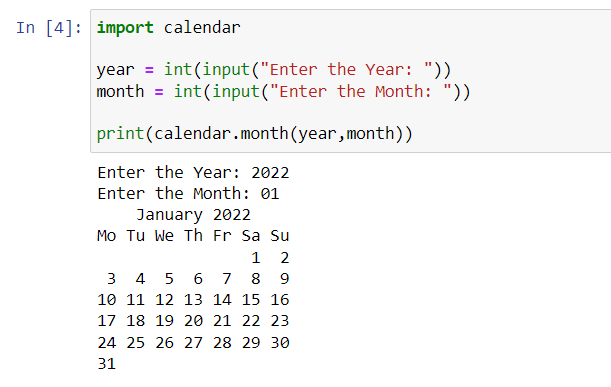 In [4]: import calendar
year = int(input("Enter the Year: "))
month = int(input("Enter the Month: "))
print(calendar.month(year,month))
Enter the Year: 2022
Enter the Month: 01
    January 2022
Mo Tu We Th Fr Sa Su
                1  2
 3  4  5  6  7  8  9
10 11 12 13 14 15 16
17 18 19 20 21 22 23
24 25 26 27 28 29 30
31